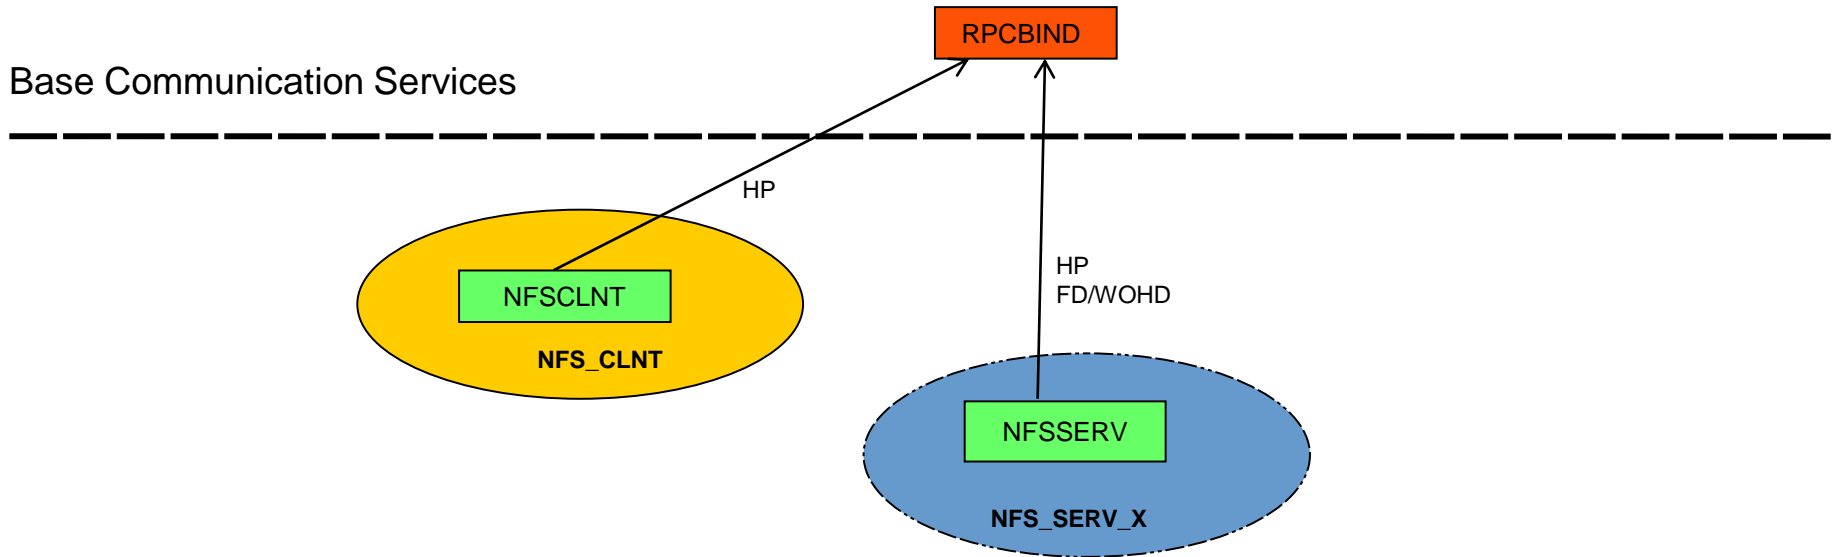 RPCBIND
Base Communication Services
HP
HP
FD/WOHD
NFSCLNT
NFS_CLNT
NFSSERV
NFS_SERV_X